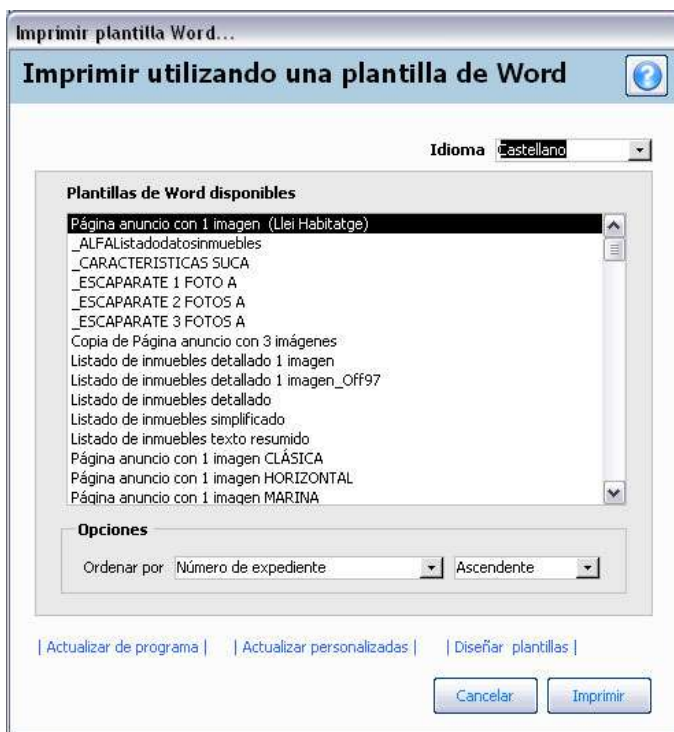 Imprimir plantilla Word...
Imprimir utilizando una plantilla de Word
?
Idioma Castellano
Plantillas de Word disponibles
Página anuncio con 1 imagen (Llei Habitatge)
_ALFAListadodatosinmuebles
_CARACTERISTICAS SUCA
_ESCAPARATE 1 FOTO A
_ESCAPARATE 2 FOTOS A
_ESCAPARATE 3 FOTOS A
Copia de Página anuncio con 3 imágenes
Listado de inmuebles detallado 1 imagen
Listado de inmuebles detallado 1 imagen_Off97
Listado de inmuebles detallado
Listado de inmuebles simplificado
Listado de inmuebles texto resumido
Página anuncio con 1 imagen CLÁSICA
Página anuncio con 1 imagen HORIZONTAL
Página anuncio con 1 imagen MARINA
Opciones
Ordenar por Número de expediente Ascendente
| Actualizar de programa | | Actualizar personalizadas | | Diseñar plantillas |
Cancelar Imprimir